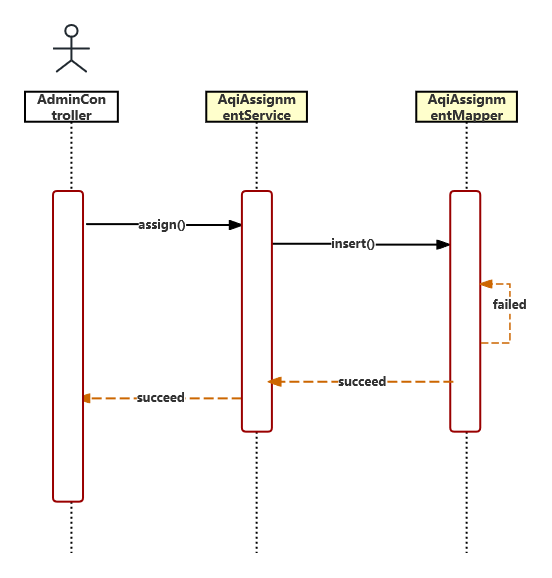 AdminCon
troller
AqiAssignm
entService
AqiAssignm
entMapper
assign()
insert()
failed
succeed
succeed